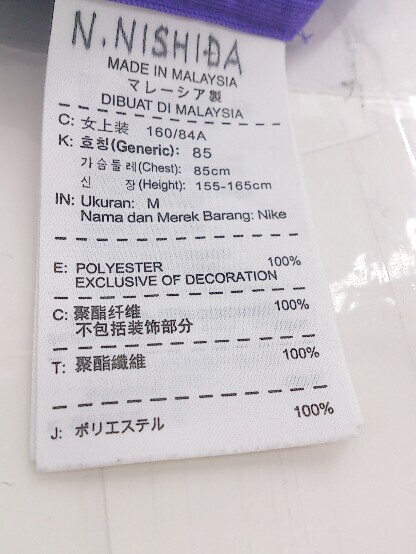 N.NISHIDA
MADE IN MALAYSIA
マレーシア製
DIBUAT DI MALAYSIA
C: 女上装 160/84A
K: 호칭(Generic): 85
가슴둘레(Chest): 85cm
신 장(Height): 155-165cm
IN: Ukuran: M
Nama dan Merek Barang: Nike
E: POLYESTER 100%
EXCLUSIVE OF DECORATION
C: 聚酯纤维 100%
不包括装饰部分
T: 聚酯纖維 100%
J: ポリエステル 100%